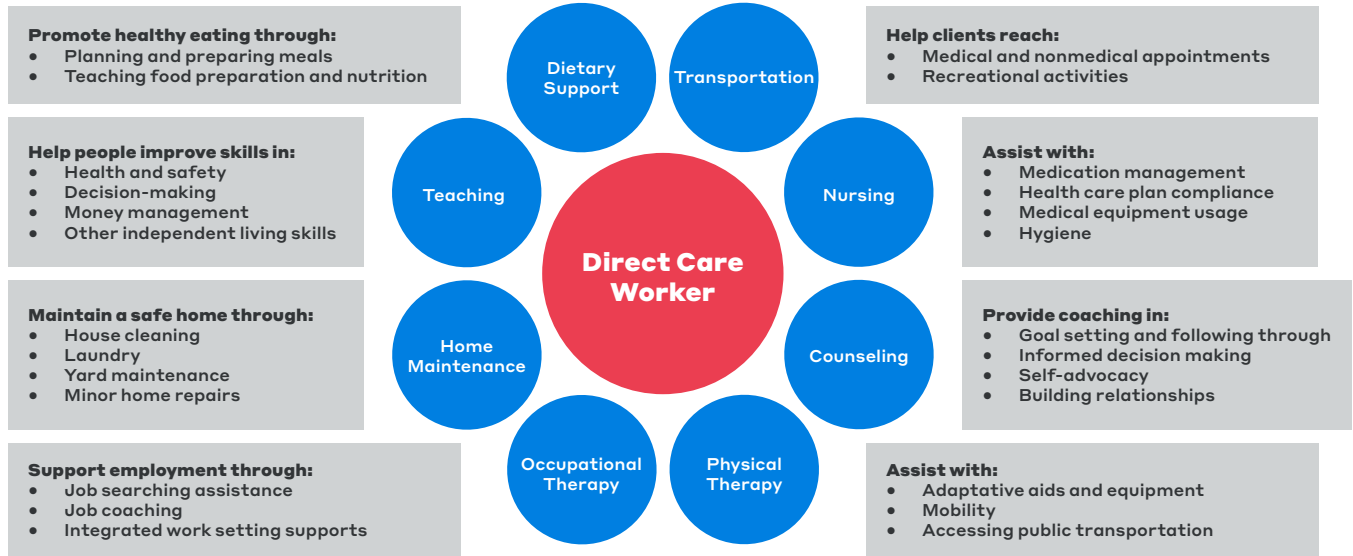 Promote healthy eating through:
● Planning and preparing meals
● Teaching food preparation and nutrition
Dietary
Support
Transportation
Help clients reach:
● Medical and nonmedical appointments
● Recreational activities
Help people improve skills in:
● Health and safety
● Decision-making
● Money management
● Other independent living skills
Teaching
Nursing
Assist with:
● Medication management
● Health care plan compliance
● Medical equipment usage
● Hygiene
Direct Care
Worker
Maintain a safe home through:
● House cleaning
● Laundry
● Yard maintenance
● Minor home repairs
Home
Maintenance
Counseling
Provide coaching in:
● Goal setting and following through
● Informed decision making
● Self-advocacy
● Building relationships
Support employment through:
● Job searching assistance
● Job coaching
● Integrated work setting supports
Occupational
Therapy
Physical
Therapy
Assist with:
● Adaptative aids and equipment
● Mobility
● Accessing public transportation